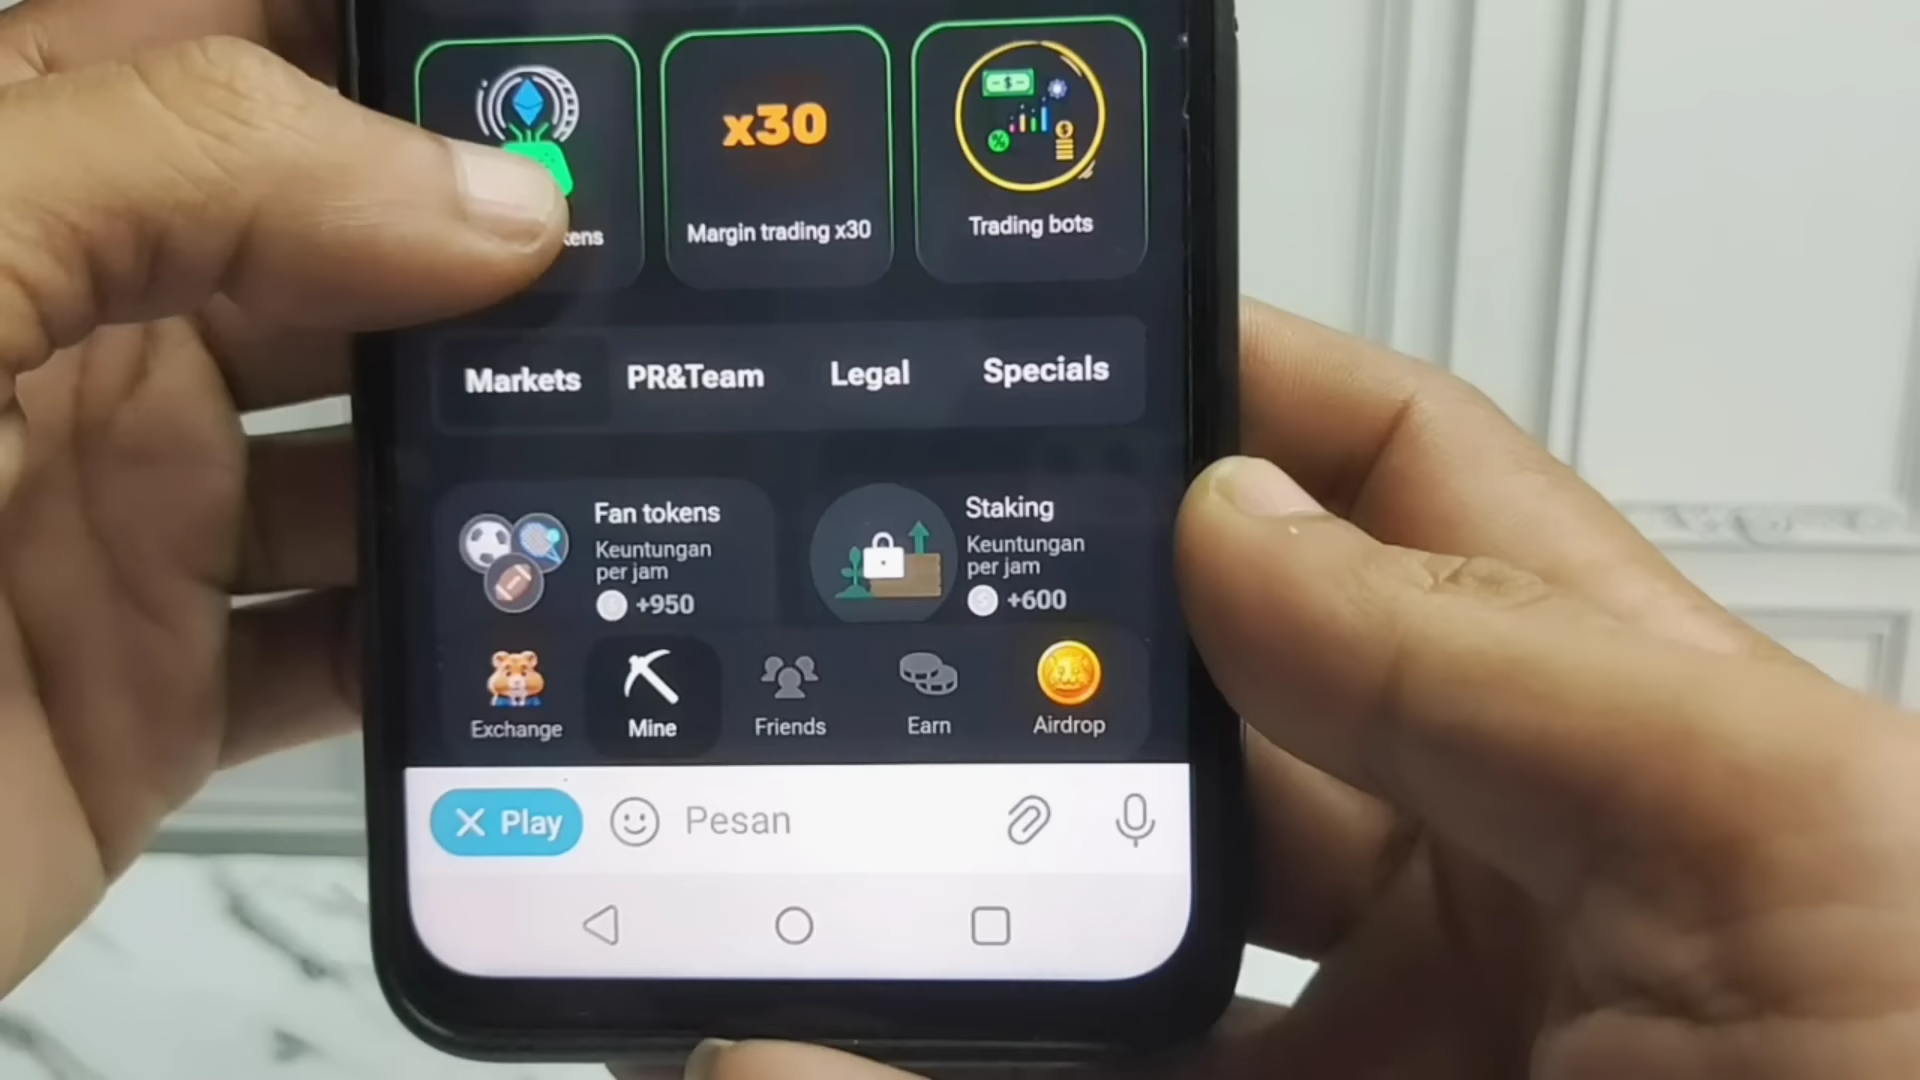 x30
Margin trading x30
Trading bots
Markets
PR&Team
Legal
Specials
Fan tokens
Keuntungan
per jam
+950
Staking
Keuntungan
per jam
+600
Exchange
Mine
Friends
Earn
Airdrop
Play
Pesan